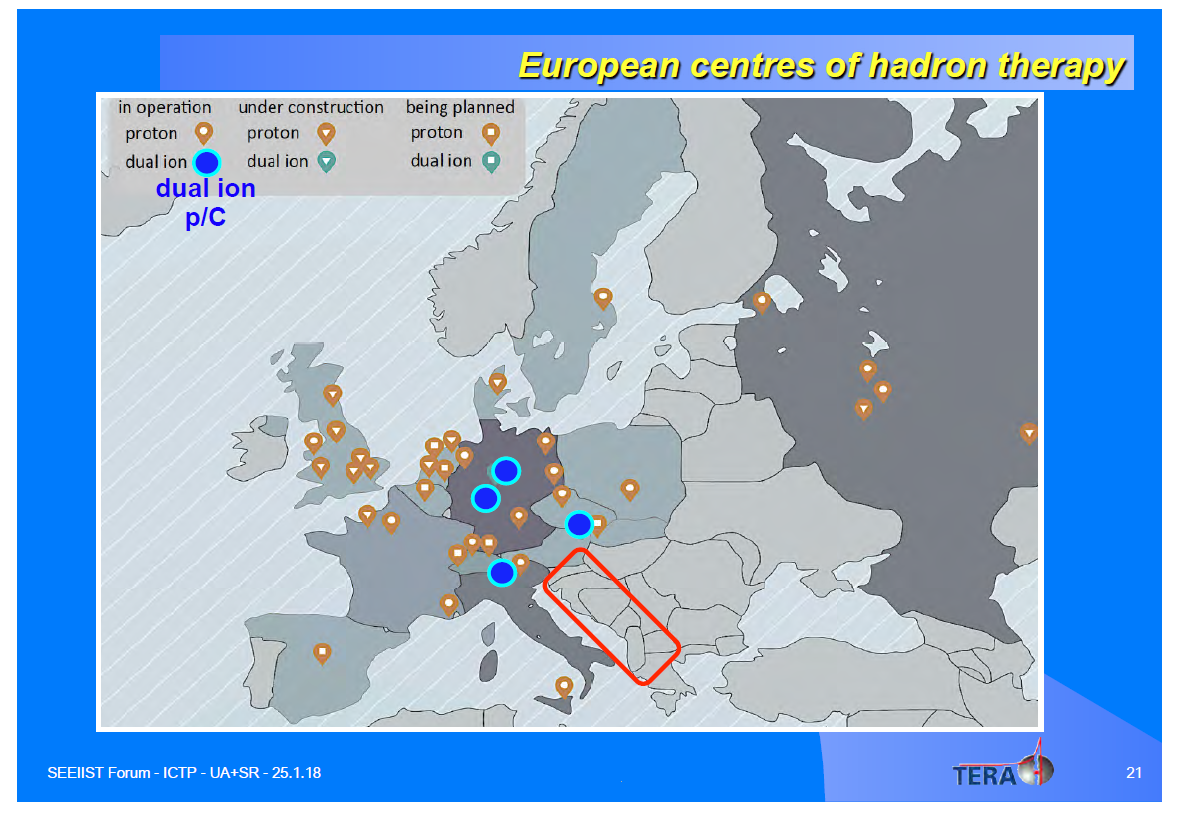 European centres of hadron therapy
in operation under construction being planned
proton proton proton
dual ion dual ion dual ion
dual ion
p/C
SEEIIST Forum - ICTP - UA+SR - 25.1.18
TERA
21